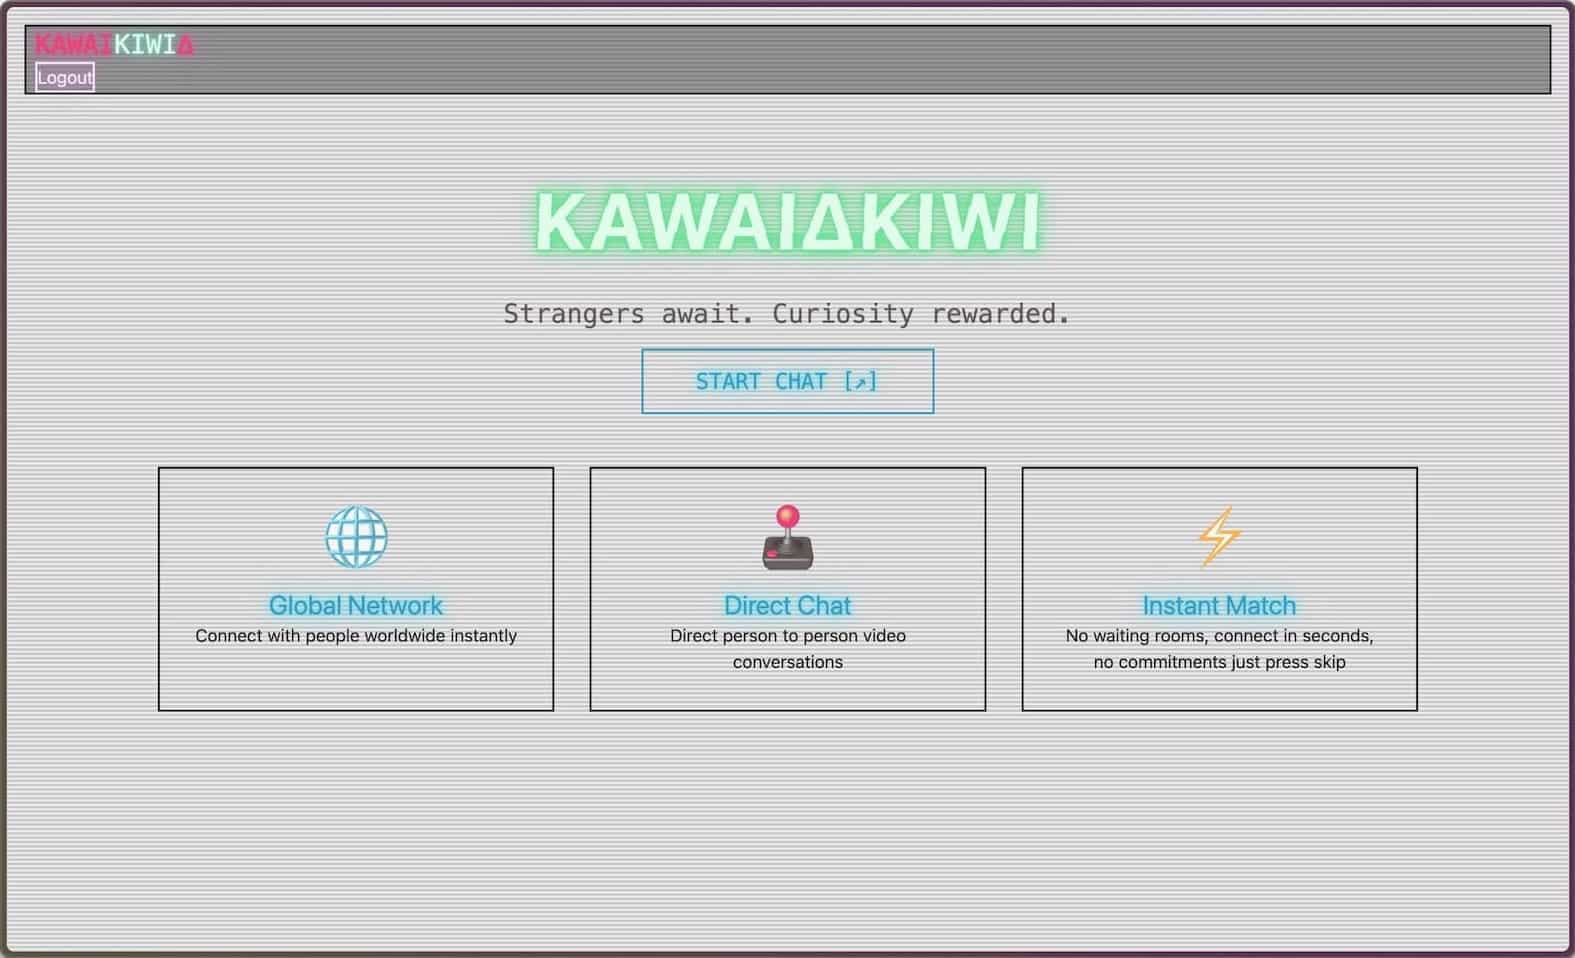 KAWAIKIWIΔ
Logout
KAWAIΔKIWI
Strangers await. Curiosity rewarded.
START CHAT [↗]
Global Network
Connect with people worldwide instantly
Direct Chat
Direct person to person video
conversations
Instant Match
No waiting rooms, connect in seconds,
no commitments just press skip